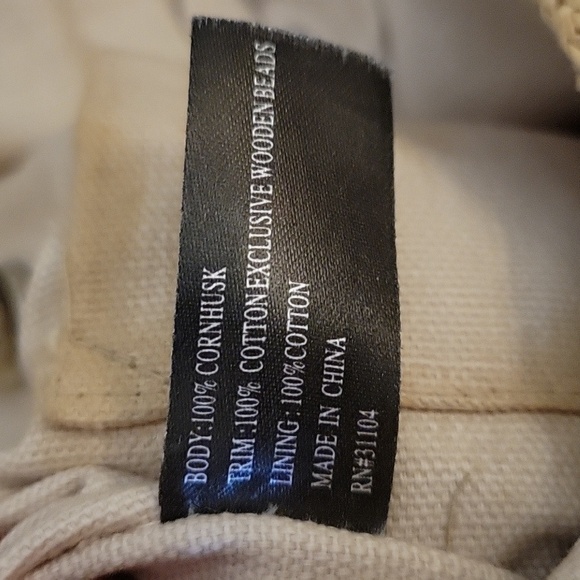 BODY:100% CORNHUSK
TRIM:100% COTTON EXCLUSIVE WOODEN BEADS
LINING:100%COTTON
MADE IN CHINA
RN#31104